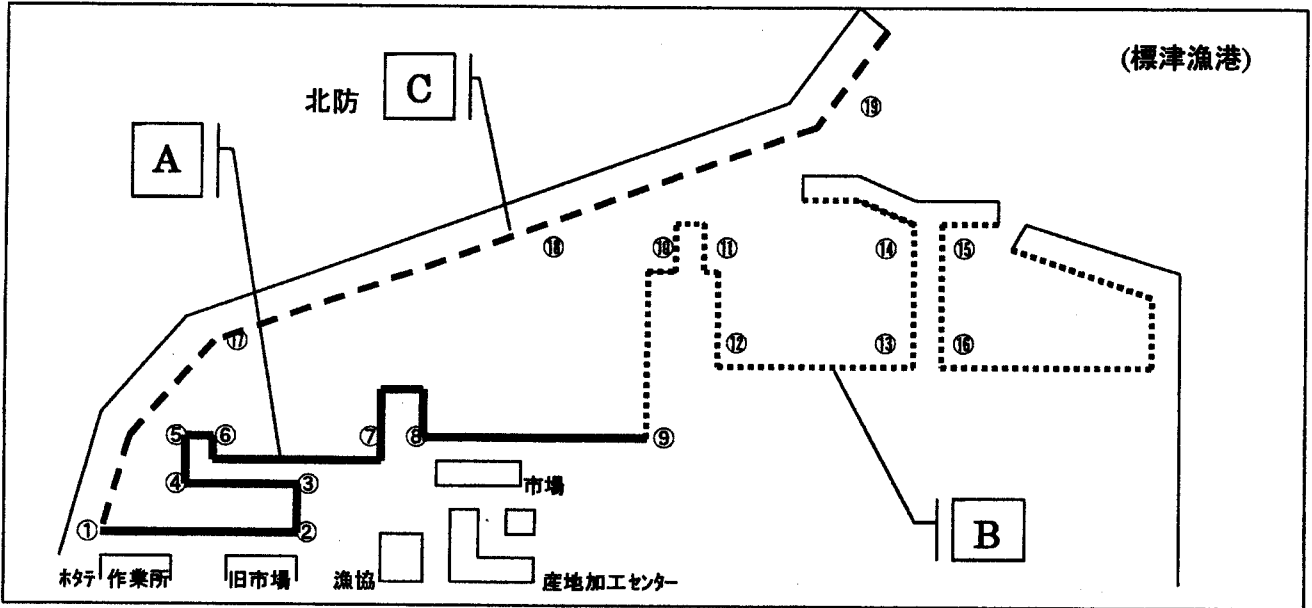 (標津漁港)
北防
C
A
⑲
⑱
⑩
⑪
⑭
⑮
⑰
⑫
⑬
⑯
⑤
⑥
⑦
⑧
⑨
④
③
市場
①
②
B
ホタテ 作業所
旧市場
漁協
産地加工センター